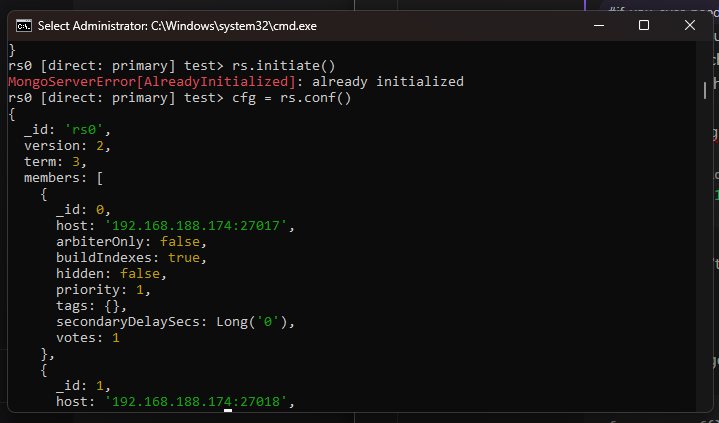 Select Administrator: C:\Windows\system32\cmd.exe
}
rs0 [direct: primary] test> rs.initiate()
MongoServerError[AlreadyInitialized]: already initialized
rs0 [direct: primary] test> cfg = rs.conf()
{
  _id: 'rs0',
  version: 2,
  term: 3,
  members: [
    {
      _id: 0,
      host: '192.168.188.174:27017',
      arbiterOnly: false,
      buildIndexes: true,
      hidden: false,
      priority: 1,
      tags: {},
      secondaryDelaySecs: Long('0'),
      votes: 1
    },
    {
      _id: 1,
      host: '192.168.188.174:27018',